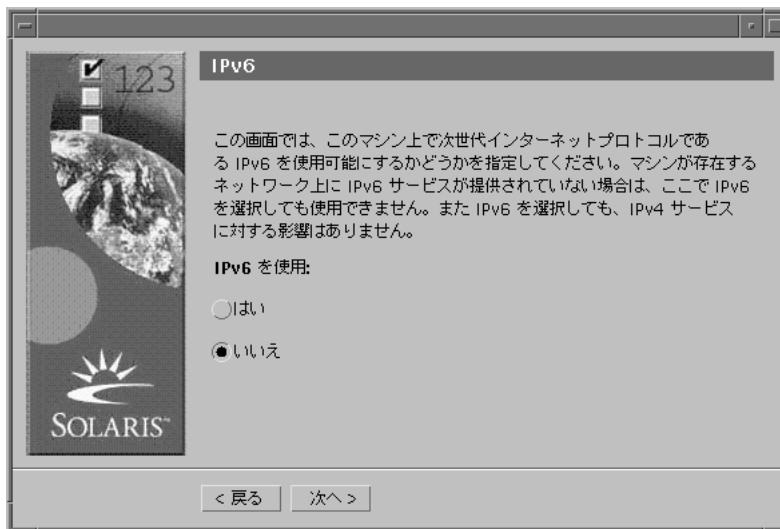 123
IPv6
この画面では、このマシン上で次世代インターネットプロトコルであ
る IPv6 を使用可能にするかどうかを指定してください。マシンが存在する
ネットワーク上に IPv6 サービスが提供されていない場合は、ここで IPv6
を選択しても使用できません。また IPv6 を選択しても、IPv4 サービス
に対する影響はありません。
IPv6 を使用:
はい
いいえ
SOLARIS™
< 戻る
次へ >